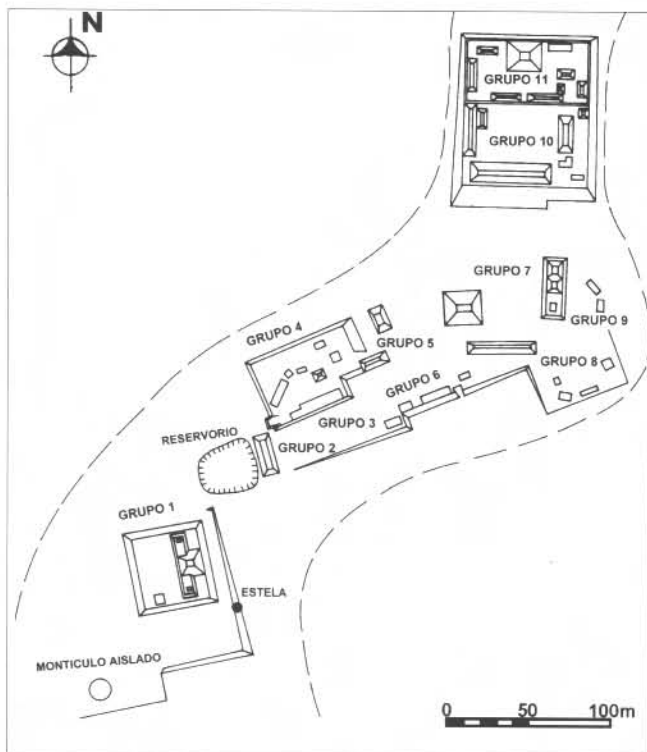 N
GRUPO 11
GRUPO 10
GRUPO 7
GRUPO 9
GRUPO 4
GRUPO 5
GRUPO 8
GRUPO 6
GRUPO 3
RESERVORIO
GRUPO 2
GRUPO 1
ESTELA
MONTICULO AISLADO
0 50 100m